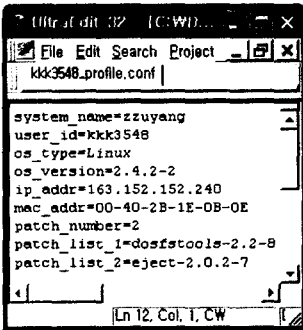 UltraEdit-32 - [C:\WD...
File Edit Search Project
kkk3548_profile.conf
system_name=zzuyang
user_id=kkk3548
os_type=Linux
os_version=2.4.2-2
ip_addr=163.152.152.240
mac_addr=00-40-2B-1E-0B-0E
patch_number=2
patch_list_1=dosfstools-2.2-8
patch_list_2=eject-2.0.2-7
Ln 12, Col. 1, CW